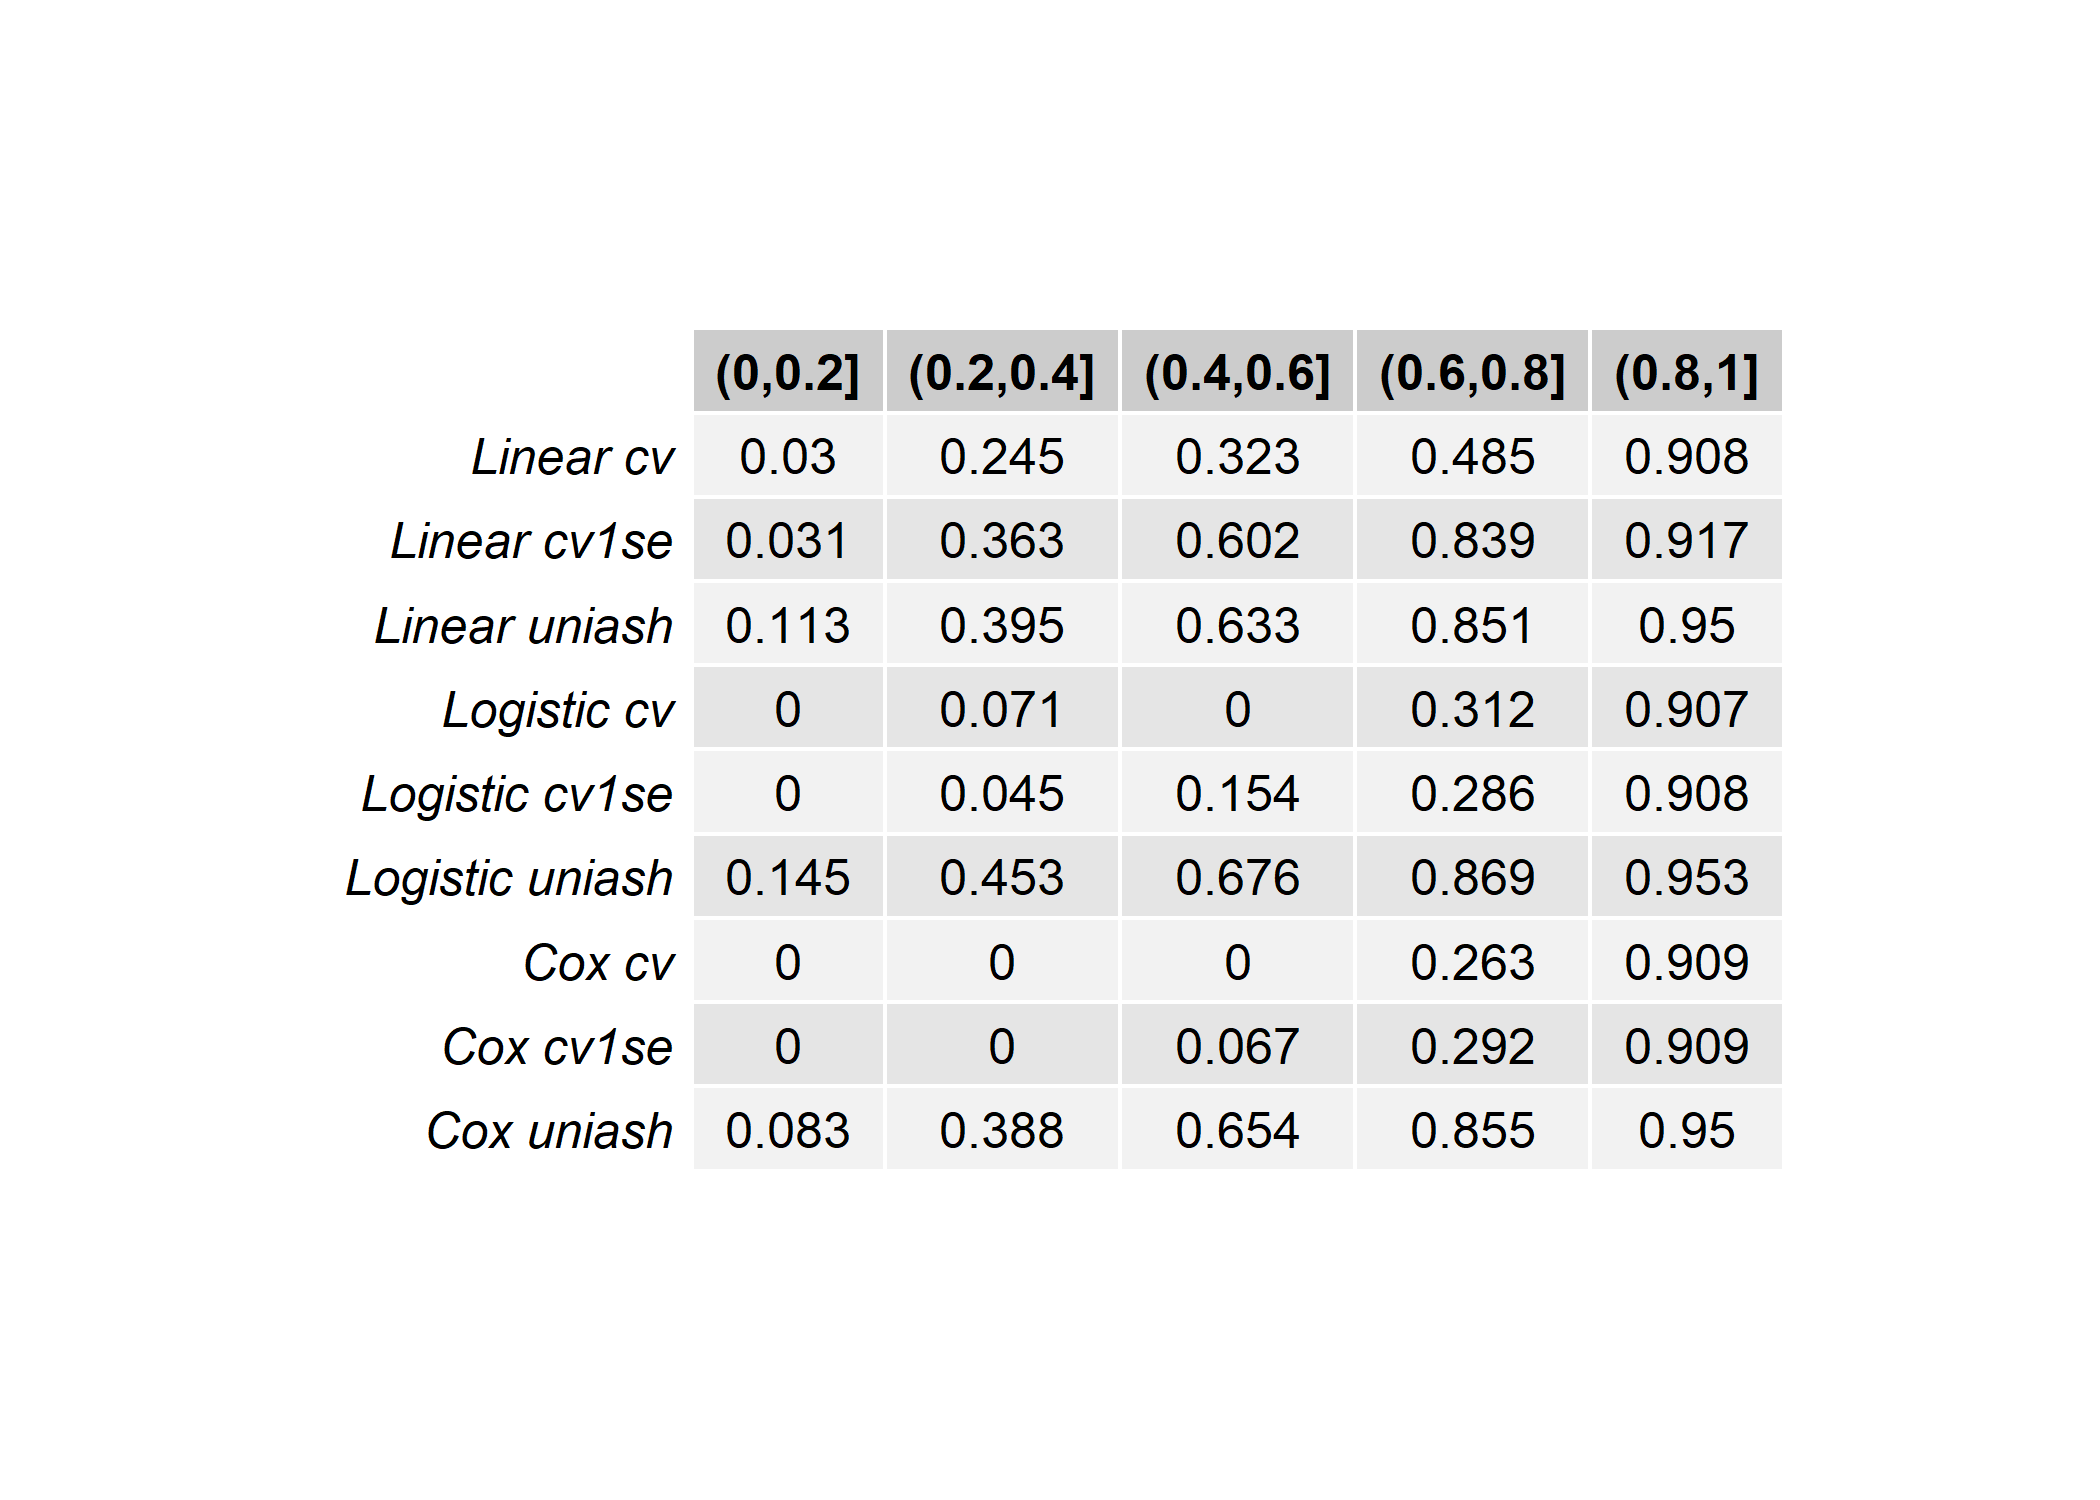 (0,0.2] (0.2,0.4] (0.4,0.6] (0.6,0.8] (0.8,1]
Linear cv 0.03 0.245 0.323 0.485 0.908
Linear cv1se 0.031 0.363 0.602 0.839 0.917
Linear uniash 0.113 0.395 0.633 0.851 0.95
Logistic cv 0 0.071 0 0.312 0.907
Logistic cv1se 0 0.045 0.154 0.286 0.908
Logistic uniash 0.145 0.453 0.676 0.869 0.953
Cox cv 0 0 0 0.263 0.909
Cox cv1se 0 0 0.067 0.292 0.909
Cox uniash 0.083 0.388 0.654 0.855 0.95